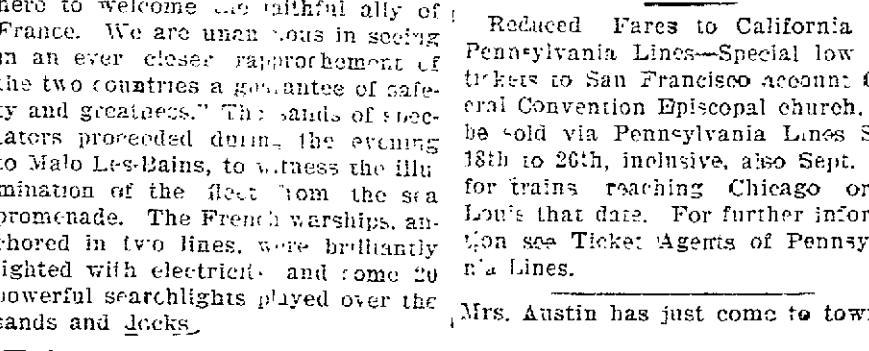 here to welcome the faithful ally of
France. We are unan ous in seeing
in an ever closer rapprochement of
the two countries a guarantee of safe-
ty and greatness." Th sands of spec-
tators proceeded during the evening
to Malo Les-Bains, to witness the illu
mination of the fleet from the sea
promenade. The French warships, an-
chored in two lines, were brilliantly
lighted with electricity and some 20
powerful searchlights played over the
sands and docks.
Reduced Fares to California
Pennsylvania Lines—Special low
tickets to San Francisco account
eral Convention Episcopal church.
be sold via Pennsylvania Lines S
18th to 26th, inclusive, also Sept.
for trains reaching Chicago or
Louis that date. For further infor
tion see Ticket Agents of Pennsy
nia Lines.
Mrs. Austin has just come to tow